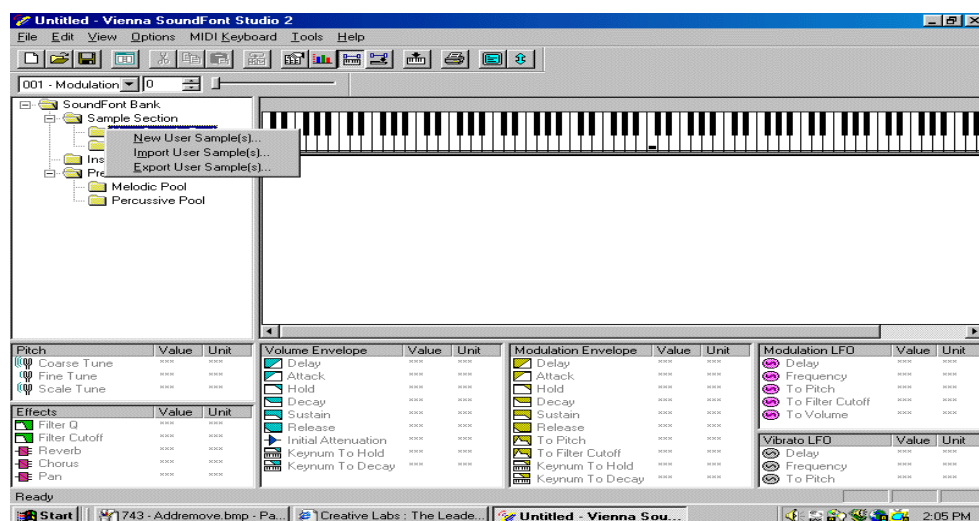 Untitled - Vienna SoundFont Studio 2
File Edit View Options MIDI Keyboard Tools Help
001 - Modulation 0
SoundFont Bank
Sample Section
New User Sample(s)...
Import User Sample(s)...
Export User Sample(s)...
Ins
Pre
Melodic Pool
Percussive Pool
Pitch Value Unit
Coarse Tune *** ***
Fine Tune *** ***
Scale Tune *** ***
Effects Value Unit
Filter Q *** ***
Filter Cutoff *** ***
Reverb *** ***
Chorus *** ***
Pan *** ***
Volume Envelope Value Unit
Delay *** ***
Attack *** ***
Hold *** ***
Decay *** ***
Sustain *** ***
Release *** ***
Initial Attenuation *** ***
Keynum To Hold *** ***
Keynum To Decay *** ***
Modulation Envelope Value Unit
Delay *** ***
Attack *** ***
Hold *** ***
Decay *** ***
Sustain *** ***
Release *** ***
To Pitch *** ***
To Filter Cutoff *** ***
Keynum To Hold *** ***
Keynum To Decay *** ***
Modulation LFO Value Unit
Delay *** ***
Frequency *** ***
To Pitch *** ***
To Filter Cutoff *** ***
To Volume *** ***
Vibrato LFO Value Unit
Delay *** ***
Frequency *** ***
To Pitch *** ***
Ready
Start 743 - Addremove.bmp - Pa... Creative Labs : The Leade... Untitled - Vienna Sou... 2:05 PM